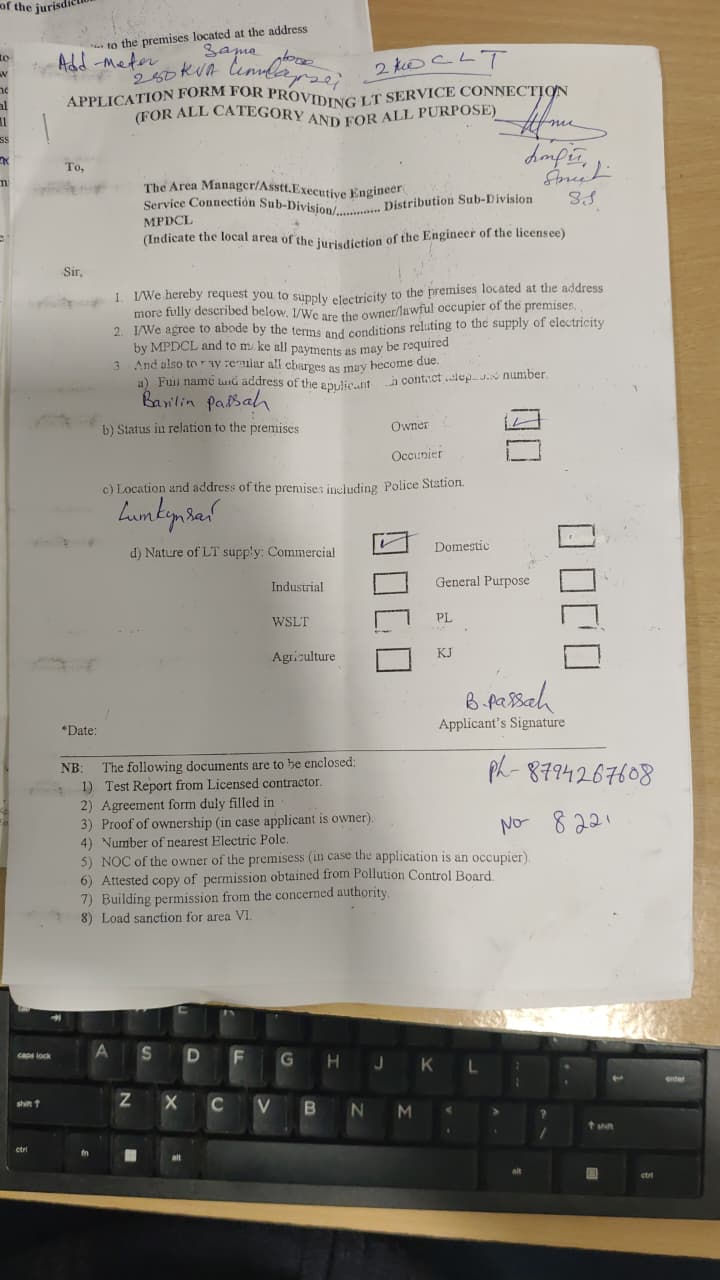 of the jurisdic
to the premises located at the address
Add-meter Same
250 KVA
2 KW CLT
APPLICATION FORM FOR PROVIDING LT SERVICE CONNECTION
(FOR ALL CATEGORY AND FOR ALL PURPOSE)
To,
The Area Manager/Asstt.Executive Engineer
Service Connection Sub-Division/............. Distribution Sub-Division
MPDCL
(Indicate the local area of the jurisdiction of the Engineer of the licensee)
Sir,
1. I/We hereby request you to supply electricity to the premises located at the address
more fully described below. I/We are the owner/lawful occupier of the premises.
2. I/We agree to abode by the terms and conditions relating to the supply of electricity
by MPDCL and to make all payments as may be required
3. And also to pay regular all charges as may become due.
a) Full name and address of the applicant contact telephone number.
Barilin Passah
b) Status in relation to the premises
Owner
Occupier
c) Location and address of the premises including Police Station.
Lumkynsai
d) Nature of LT supply: Commercial Domestic
Industrial General Purpose
WSLT PL
Agriculture KJ
B. Passah
*Date: Applicant's Signature
NB: The following documents are to be enclosed:
1) Test Report from Licensed contractor.
2) Agreement form duly filled in
3) Proof of ownership (in case applicant is owner).
4) Number of nearest Electric Pole.
5) NOC of the owner of the premisess (in case the application is an occupier).
6) Attested copy of permission obtained from Pollution Control Board.
7) Building permission from the concerned authority.
8) Load sanction for area VI.
Ph- 8794267608
No 8221
caps lock A S D F G H J K L ; enter
shift Z X C V B N M < > ? / shift
ctrl fn alt alt ctrl